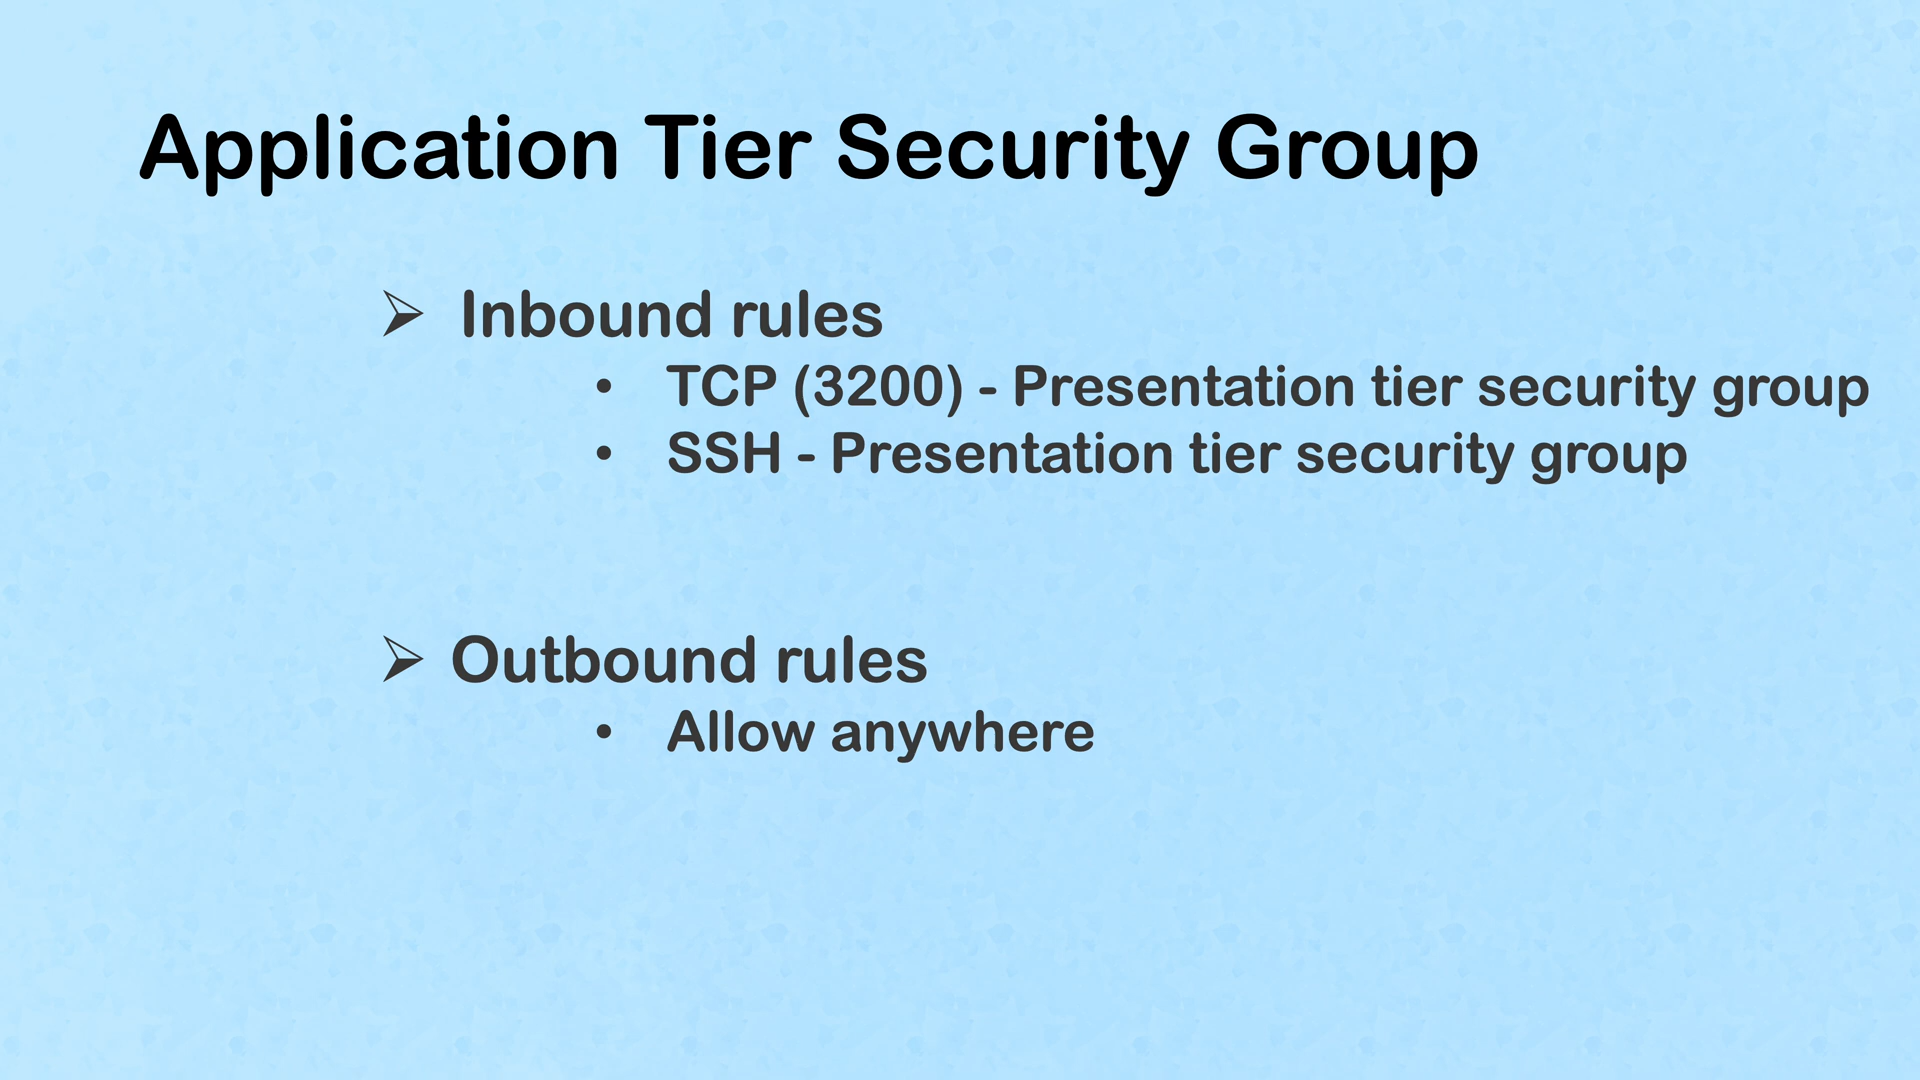 Application Tier Security Group
➢ Inbound rules
• TCP (3200) - Presentation tier security group
• SSH - Presentation tier security group
➢ Outbound rules
• Allow anywhere